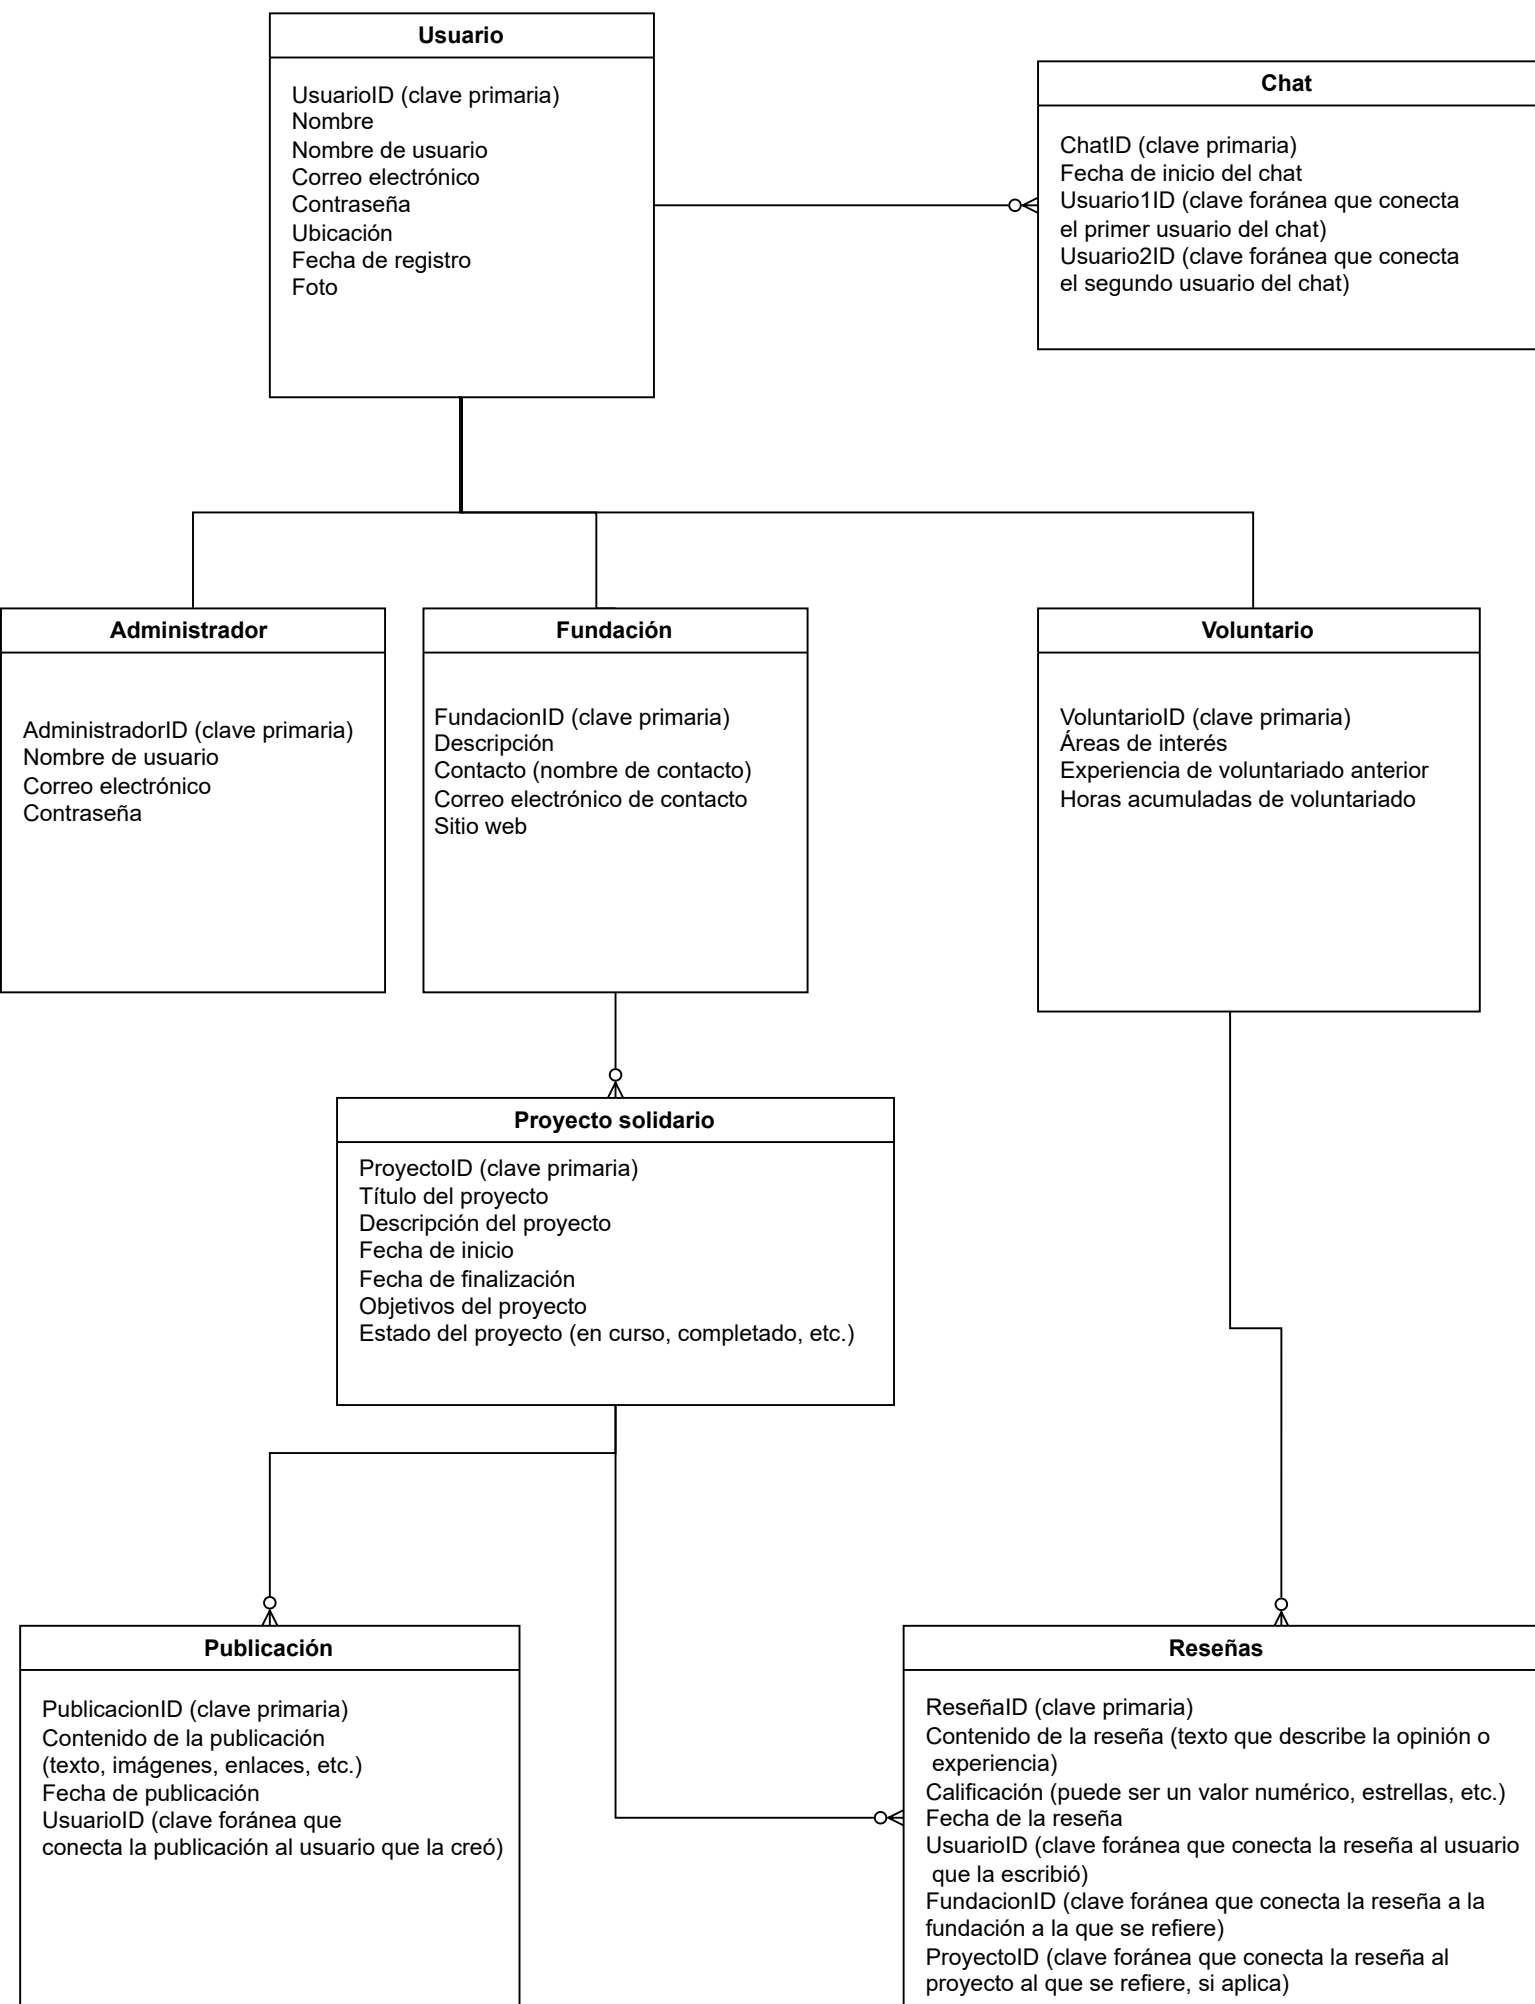 Usuario
UsuarioID (clave primaria)
Nombre
Nombre de usuario
Correo electrónico
Contraseña
Ubicación
Fecha de registro
Foto
Chat
ChatID (clave primaria)
Fecha de inicio del chat
Usuario1ID (clave foránea que conecta
el primer usuario del chat)
Usuario2ID (clave foránea que conecta
el segundo usuario del chat)
Administrador
AdministradorID (clave primaria)
Nombre de usuario
Correo electrónico
Contraseña
Fundación
FundacionID (clave primaria)
Descripción
Contacto (nombre de contacto)
Correo electrónico de contacto
Sitio web
Voluntario
VoluntarioID (clave primaria)
Áreas de interés
Experiencia de voluntariado anterior
Horas acumuladas de voluntariado
Proyecto solidario
ProyectoID (clave primaria)
Título del proyecto
Descripción del proyecto
Fecha de inicio
Fecha de finalización
Objetivos del proyecto
Estado del proyecto (en curso, completado, etc.)
Publicación
PublicacionID (clave primaria)
Contenido de la publicación
(texto, imágenes, enlaces, etc.)
Fecha de publicación
UsuarioID (clave foránea que
conecta la publicación al usuario que la creó)
Reseñas
ReseñaID (clave primaria)
Contenido de la reseña (texto que describe la opinión o
experiencia)
Calificación (puede ser un valor numérico, estrellas, etc.)
Fecha de la reseña
UsuarioID (clave foránea que conecta la reseña al usuario
que la escribió)
FundacionID (clave foránea que conecta la reseña a la
fundación a la que se refiere)
ProyectoID (clave foránea que conecta la reseña al
proyecto al que se refiere, si aplica)